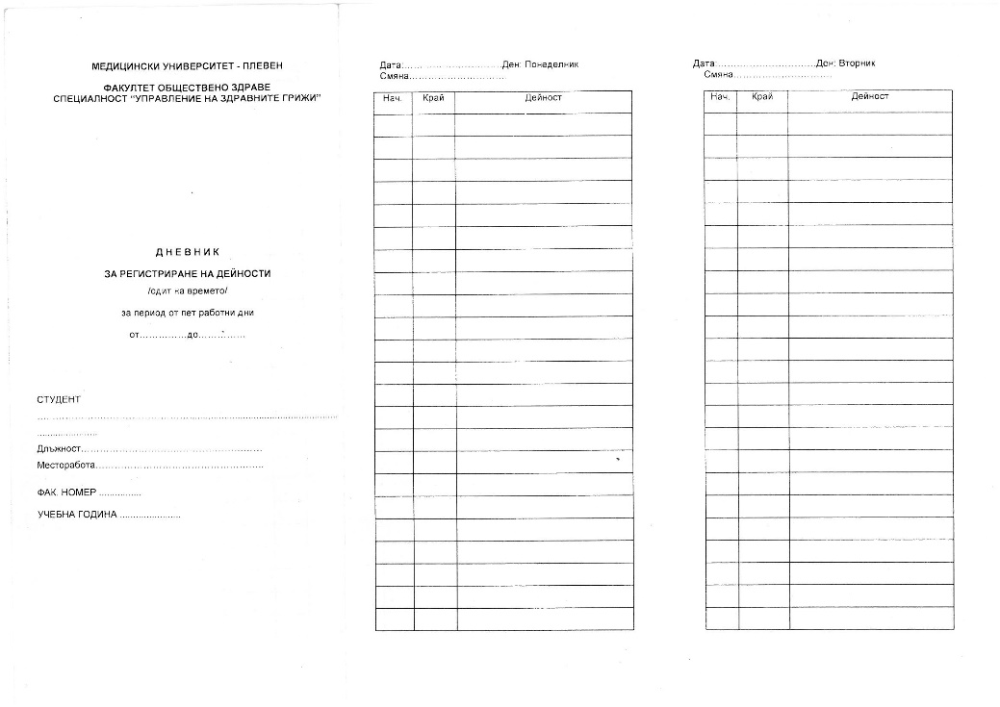 МЕДИЦИНСКИ УНИВЕРСИТЕТ - ПЛЕВЕН
ФАКУЛТЕТ ОБЩЕСТВЕНО ЗДРАВЕ
СПЕЦИАЛНОСТ "УПРАВЛЕНИЕ НА ЗДРАВНИТЕ ГРИЖИ"
Д Н Е В Н И К
ЗА РЕГИСТРИРАНЕ НА ДЕЙНОСТИ
/одит на времето/
за период от пет работни дни
от...............до...............
СТУДЕНТ
................................................................................
......................
Длъжност.........................................................
Месторабота.....................................................
ФАК. НОМЕР ................
УЧЕБНА ГОДИНА .......................
Дата:...............................Ден: Понеделник
Смяна...............................
Нач. Край Дейност
Дата:...............................Ден: Вторник
Смяна...............................
Нач. Край Дейност